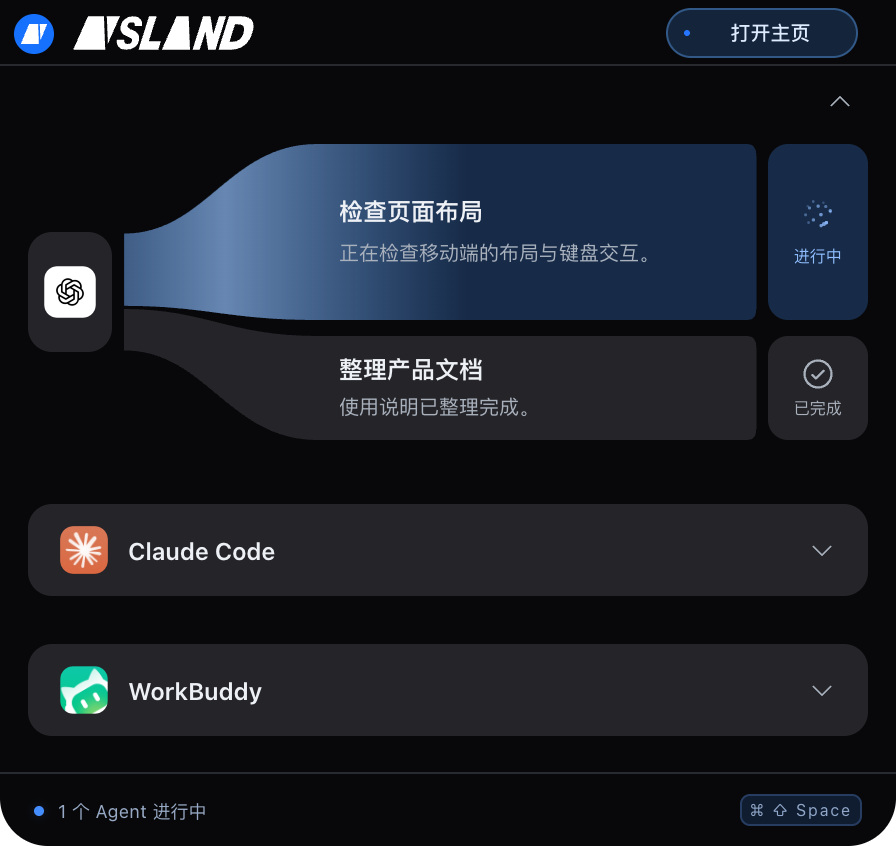 AISLAND
打开主页
检查页面布局
正在检查移动端的布局与键盘交互。
进行中
整理产品文档
使用说明已整理完成。
已完成
Claude Code
WorkBuddy
1 个 Agent 进行中
⌘ ⇧ Space